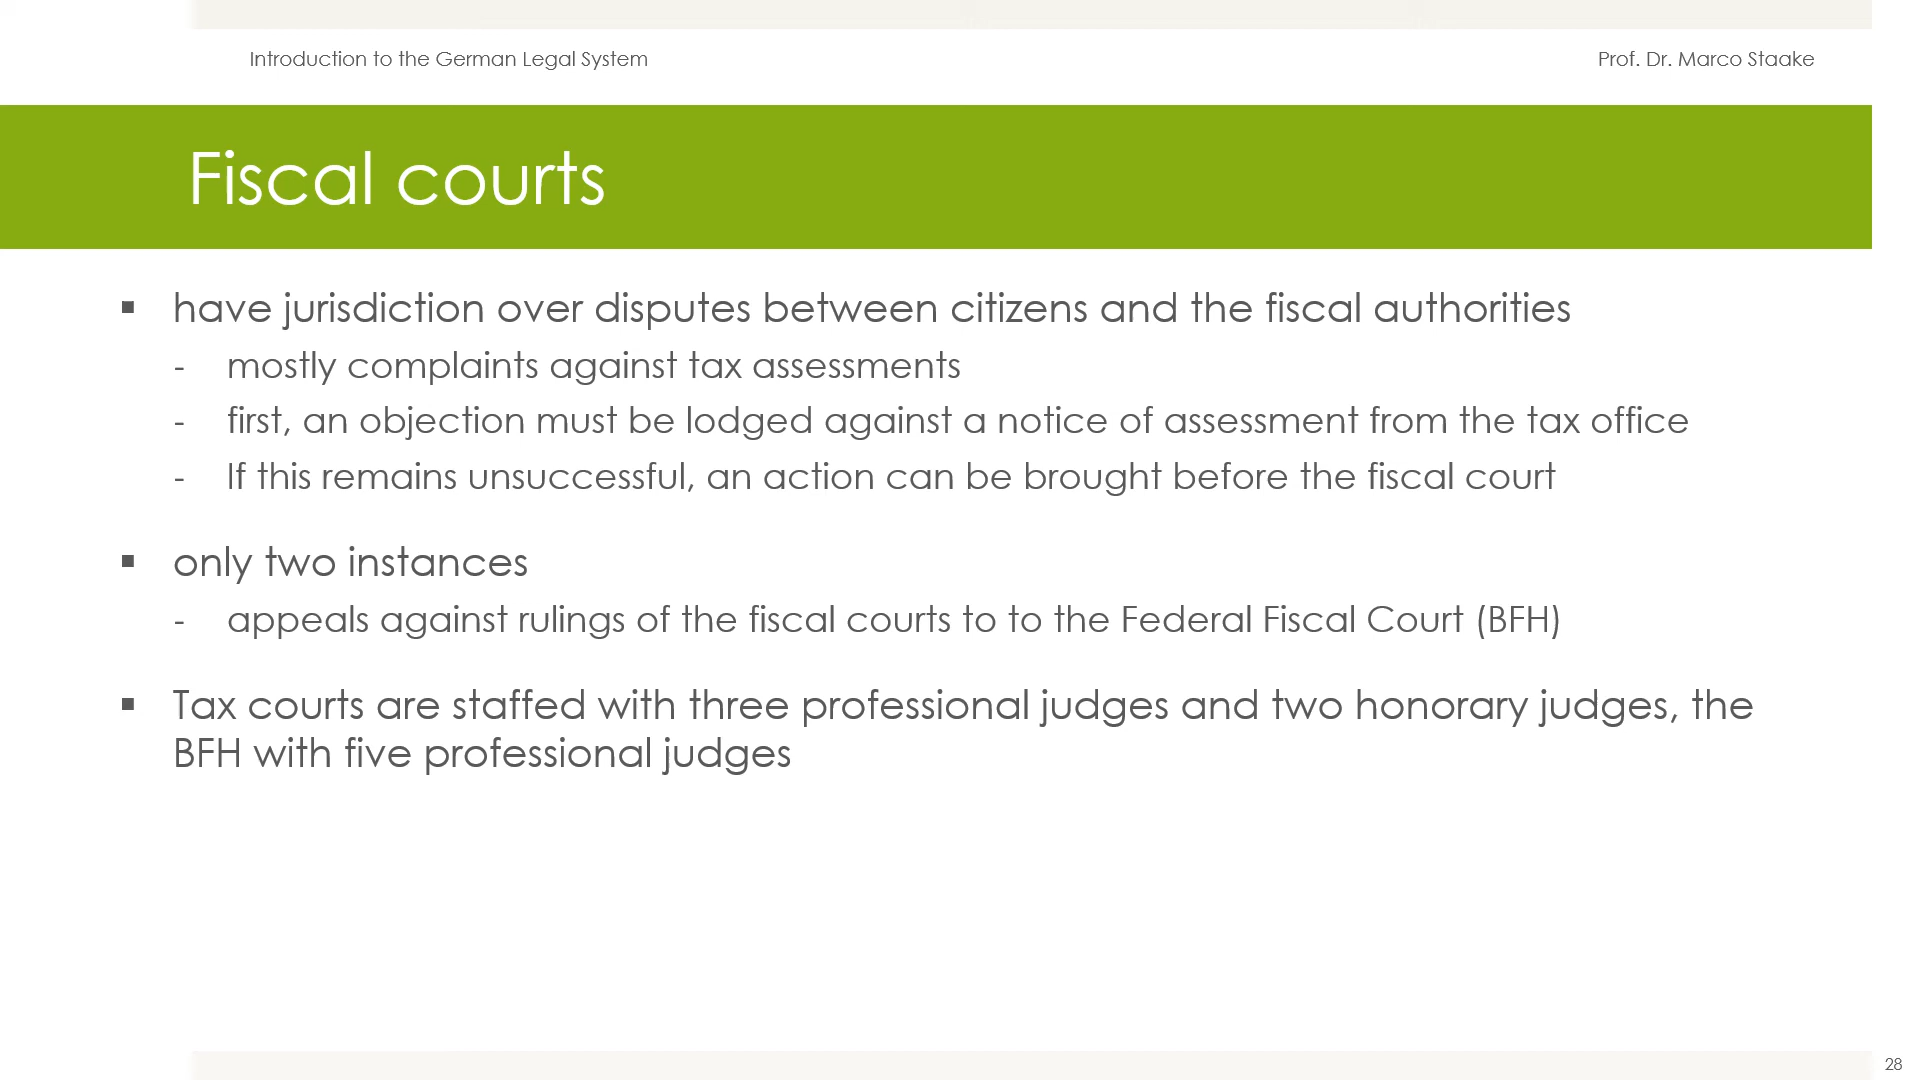 Introduction to the German Legal System
Prof. Dr. Marco Staake
Fiscal courts
▪ have jurisdiction over disputes between citizens and the fiscal authorities
- mostly complaints against tax assessments
- first, an objection must be lodged against a notice of assessment from the tax office
- If this remains unsuccessful, an action can be brought before the fiscal court
▪ only two instances
- appeals against rulings of the fiscal courts to to the Federal Fiscal Court (BFH)
▪ Tax courts are staffed with three professional judges and two honorary judges, the
BFH with five professional judges
28